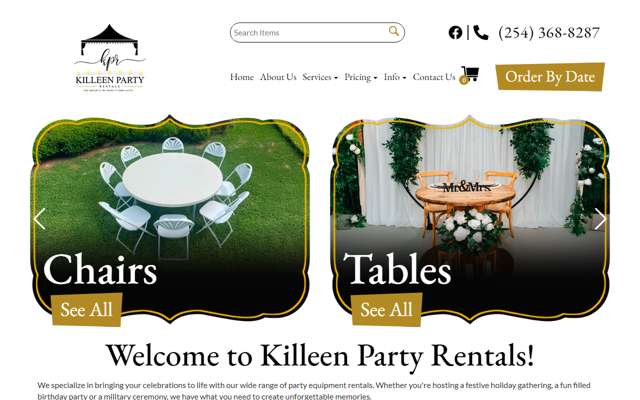 kpr
KILLEEN PARTY
RENTALS
Search Items
(254) 368-8287
Home About Us Services Pricing Info Contact Us 0
Order By Date
Mr&Mrs
Chairs
See All
Tables
See All
Welcome to Killeen Party Rentals!
We specialize in bringing your celebrations to life with our wide range of party equipment rentals. Whether you're hosting a festive holiday gathering, a fun filled
birthday party or a military ceremony, we have what you need to create unforgettable memories.